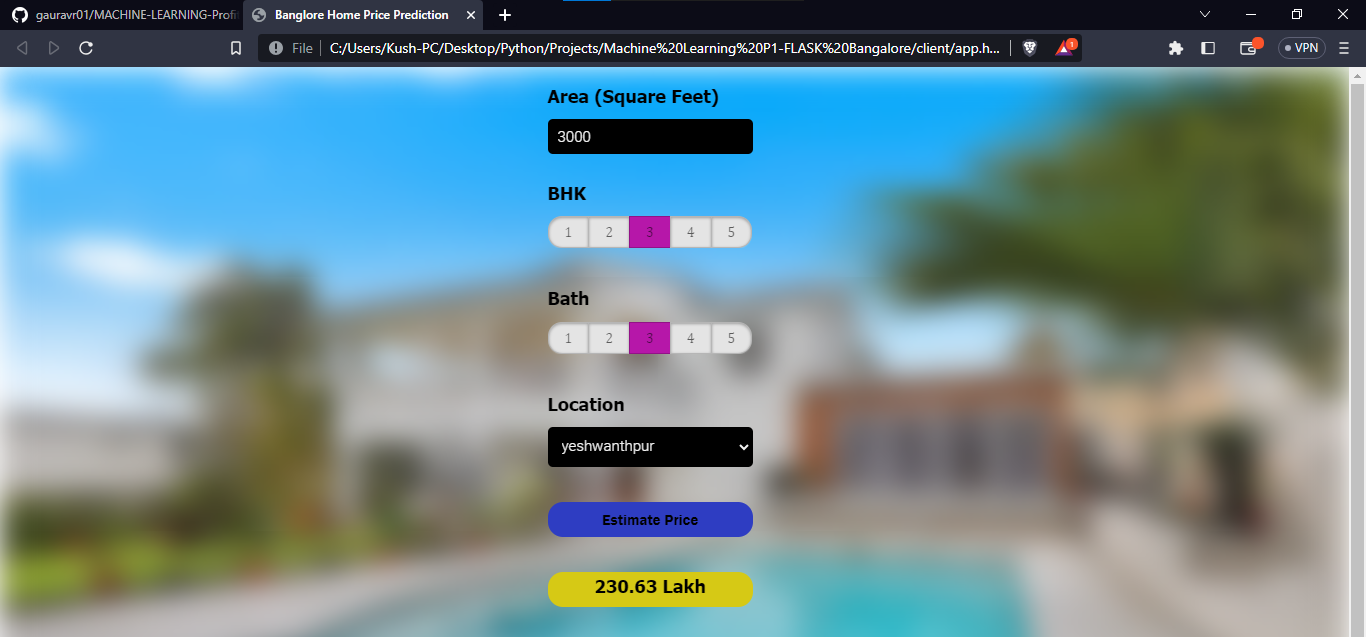 gauravr01/MACHINE-LEARNING-Profi
Banglore Home Price Prediction
File
C:/Users/Kush-PC/Desktop/Python/Projects/Machine%20Learning%20P1-FLASK%20Bangalore/client/app.h...
1
VPN
Area (Square Feet)
3000
BHK
1 2 3 4 5
Bath
1 2 3 4 5
Location
yeshwanthpur
Estimate Price
230.63 Lakh